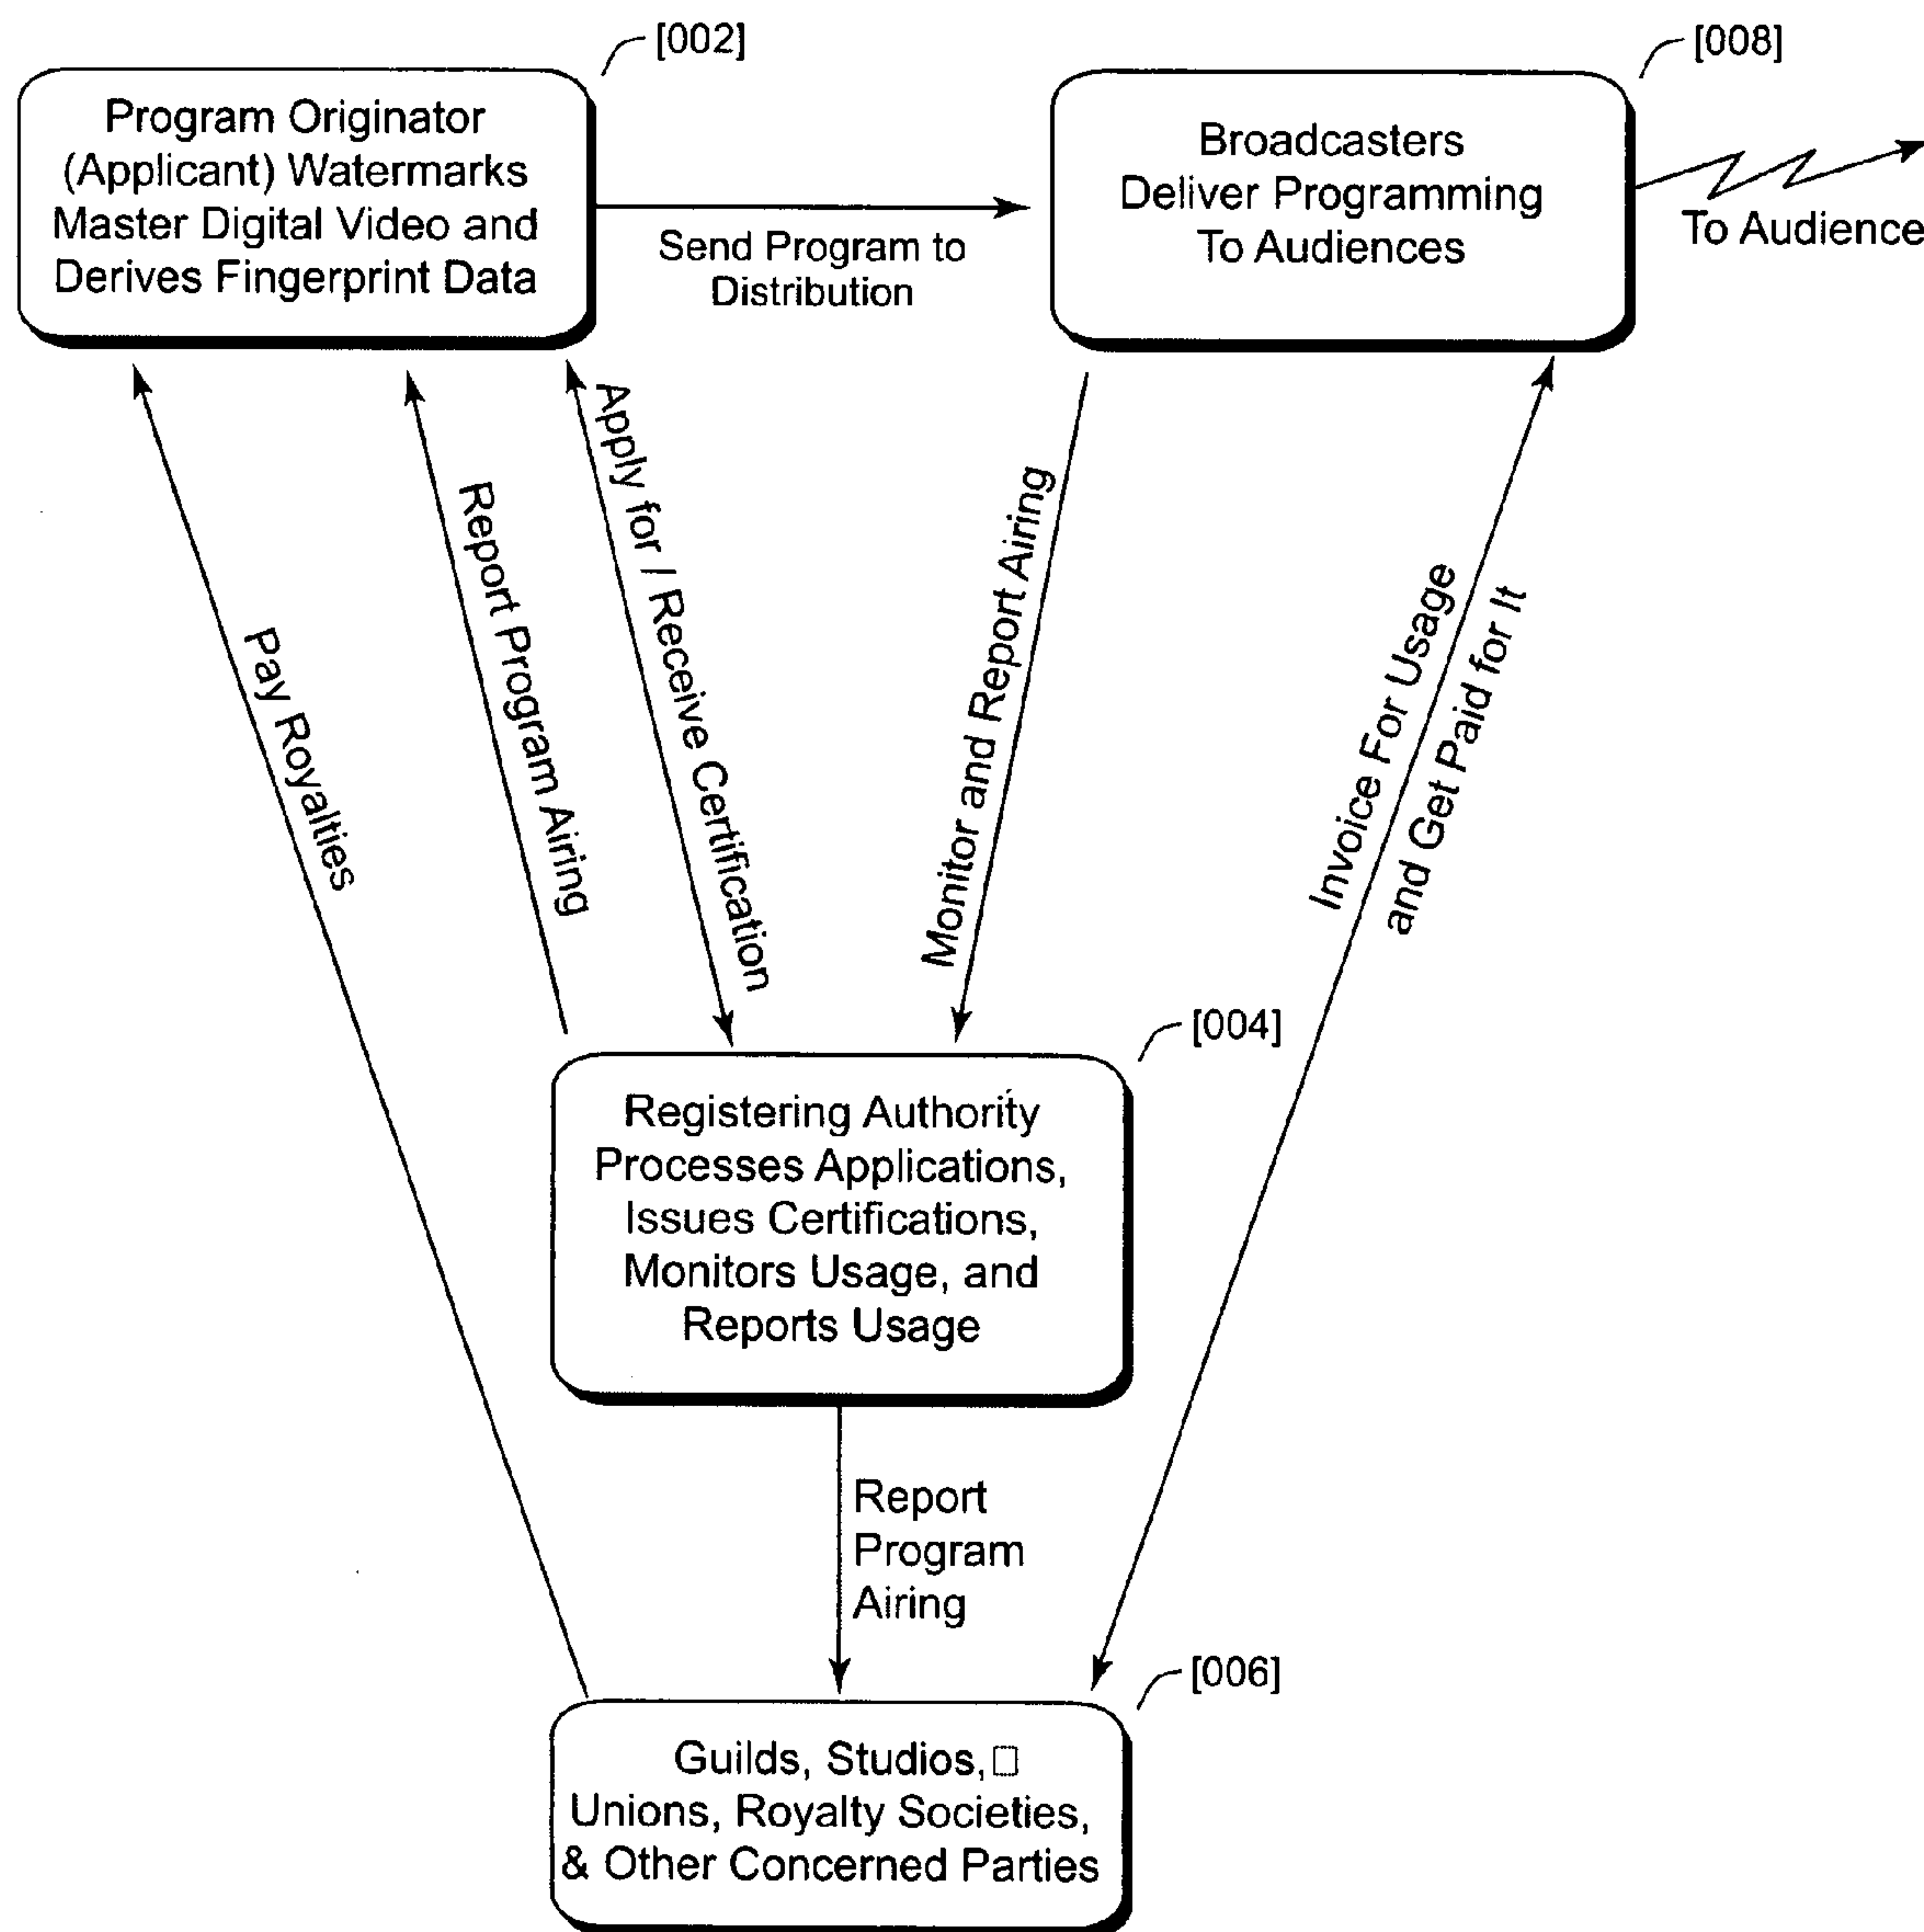 [002]
Program Originator
(Applicant) Watermarks
Master Digital Video and
Derives Fingerprint Data
Send Program to
Distribution
[008]
Broadcasters
Deliver Programming
To Audiences
To Audience
Pay Royalties
Report Program Airing
Apply for / Receive Certification
Monitor and Report Airing
Invoice For Usage
and Get Paid for It
[004]
Registering Authority
Processes Applications,
Issues Certifications,
Monitors Usage, and
Reports Usage
Report
Program
Airing
[006]
Guilds, Studios,□
Unions, Royalty Societies,
& Other Concerned Parties